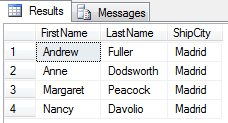 Results Messages
FirstName LastName ShipCity
1 Andrew Fuller Madrid
2 Anne Dodsworth Madrid
3 Margaret Peacock Madrid
4 Nancy Davolio Madrid